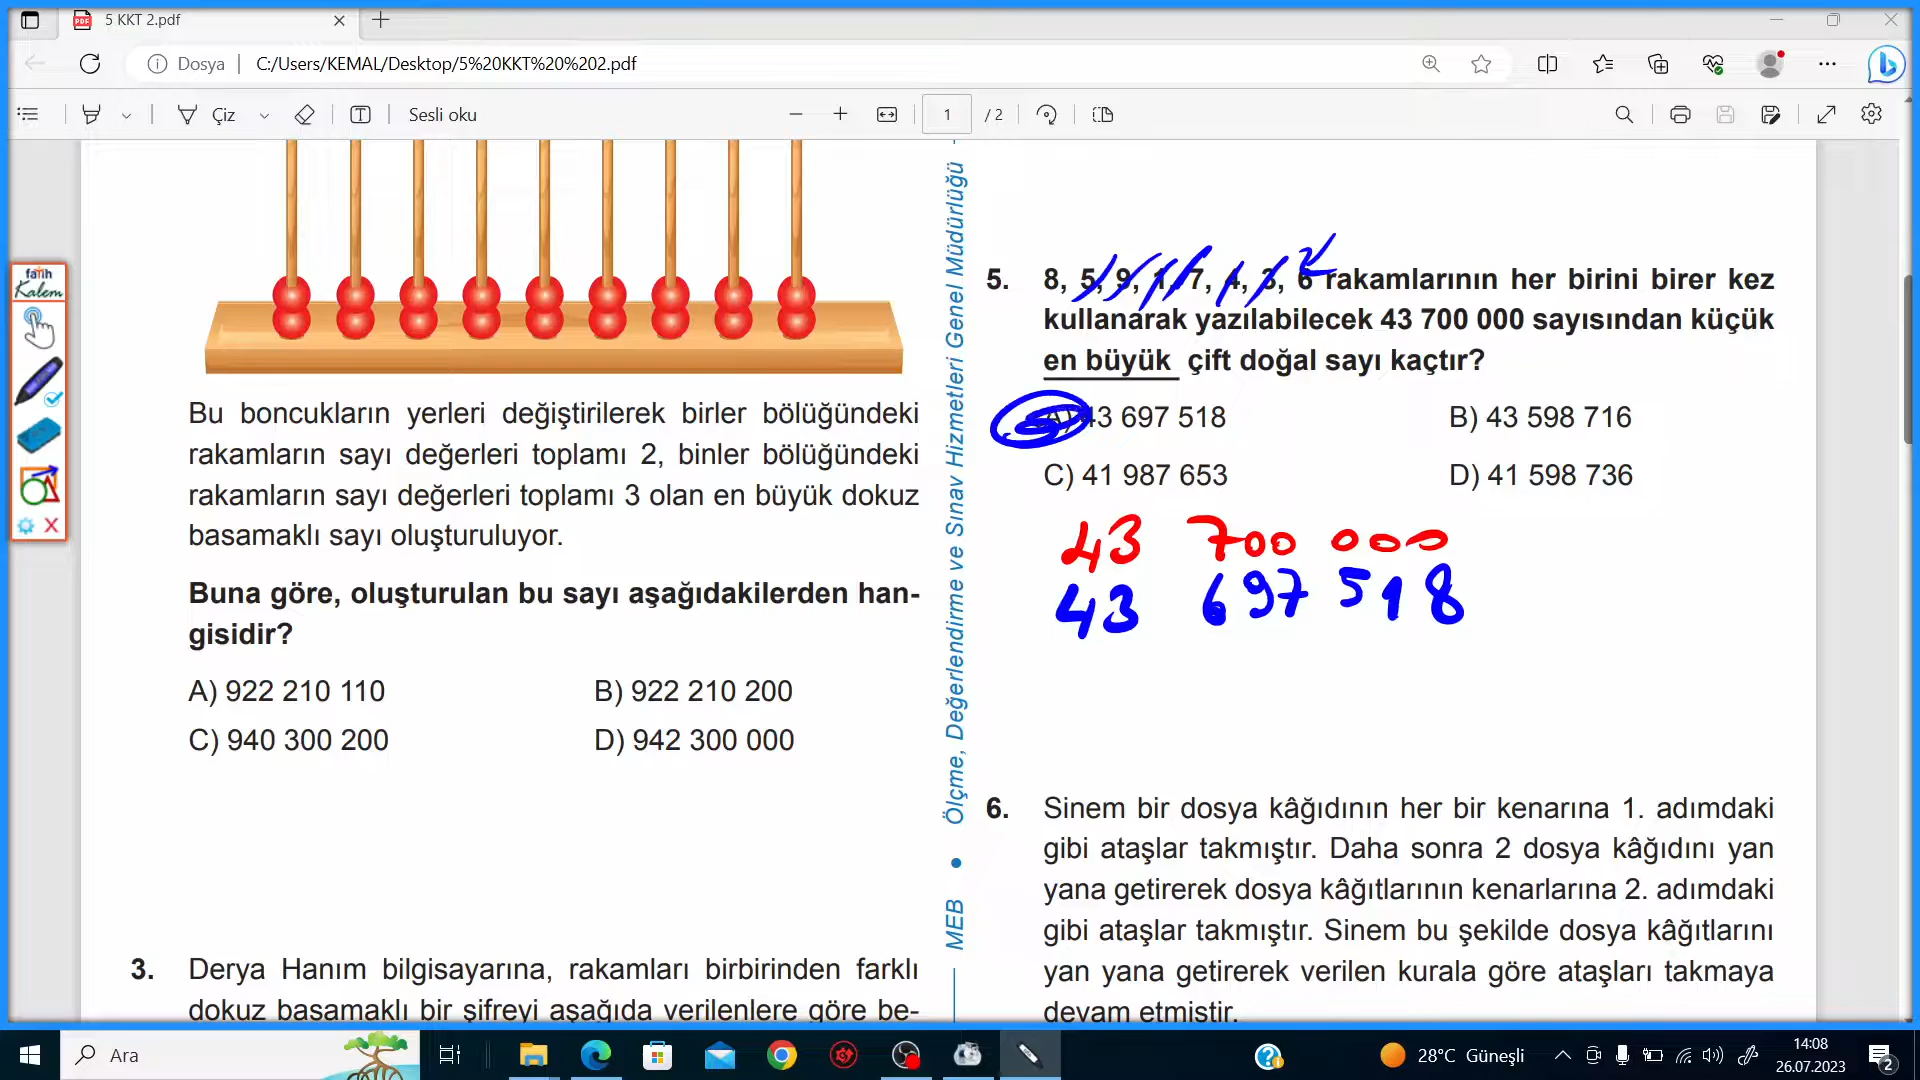 5 KKT 2.pdf
Dosya | C:/Users/KEMAL/Desktop/5%20KKT%20%202.pdf
Çiz
Sesli oku
1 / 2
fatih
Kalem
Bu boncukların yerleri değiştirilerek birler bölüğündeki
rakamların sayı değerleri toplamı 2, binler bölüğündeki
rakamların sayı değerleri toplamı 3 olan en büyük dokuz
basamaklı sayı oluşturuluyor.
Buna göre, oluşturulan bu sayı aşağıdakilerden han-
gisidir?
A) 922 210 110
B) 922 210 200
C) 940 300 200
D) 942 300 000
3. Derya Hanım bilgisayarına, rakamları birbirinden farklı
dokuz basamaklı bir şifreyi aşağıda verilenlere göre be-
MEB • Ölçme, Değerlendirme ve Sınav Hizmetleri Genel Müdürlüğü
5. 8, 5, 9, 1, 7, 4, 3, 6 rakamlarının her birini birer kez
kullanarak yazılabilecek 43 700 000 sayısından küçük
en büyük çift doğal sayı kaçtır?
A) 43 697 518
B) 43 598 716
C) 41 987 653
D) 41 598 736
43 700 000
43 697 518
6. Sinem bir dosya kâğıdının her bir kenarına 1. adımdaki
gibi ataşlar takmıştır. Daha sonra 2 dosya kâğıdını yan
yana getirerek dosya kâğıtlarının kenarlarına 2. adımdaki
gibi ataşlar takmıştır. Sinem bu şekilde dosya kâğıtlarını
yan yana getirerek verilen kurala göre ataşları takmaya
devam etmiştir.
Ara
28°C Güneşli
14:08
26.07.2023
2